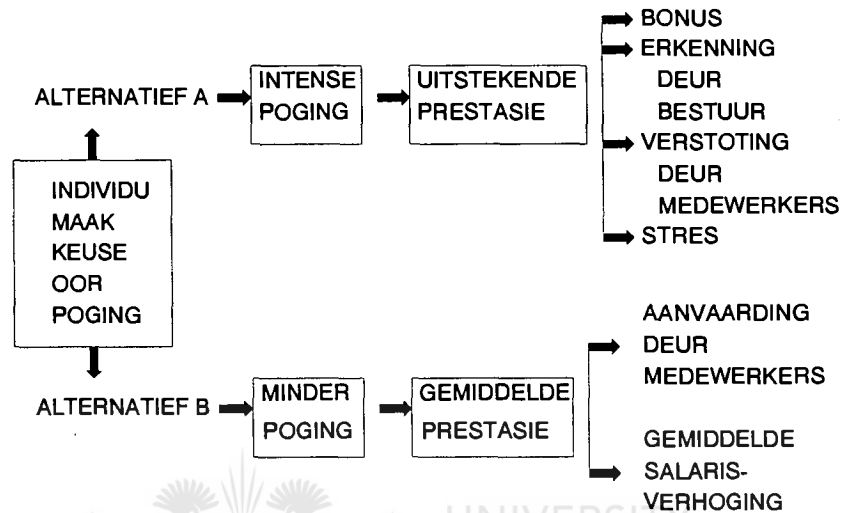 INDIVIDU
MAAK
KEUSE
OOR
POGING
ALTERNATIEF A
INTENSE
POGING
UITSTEKENDE
PRESTASIE
BONUS
ERKENNING
DEUR
BESTUUR
VERSTOTING
DEUR
MEDEWERKERS
STRES
ALTERNATIEF B
MINDER
POGING
GEMIDDELDE
PRESTASIE
AANVAARDING
DEUR
MEDEWERKERS
GEMIDDELDE
SALARIS-
VERHOGING